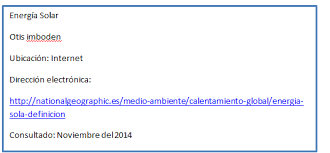 Energía Solar
Otis imboden
Ubicación: Internet
Dirección electrónica:
http://nationalgeographic.es/medio-ambiente/calentamiento-global/energia-
sola-definicion
Consultado: Noviembre del 2014